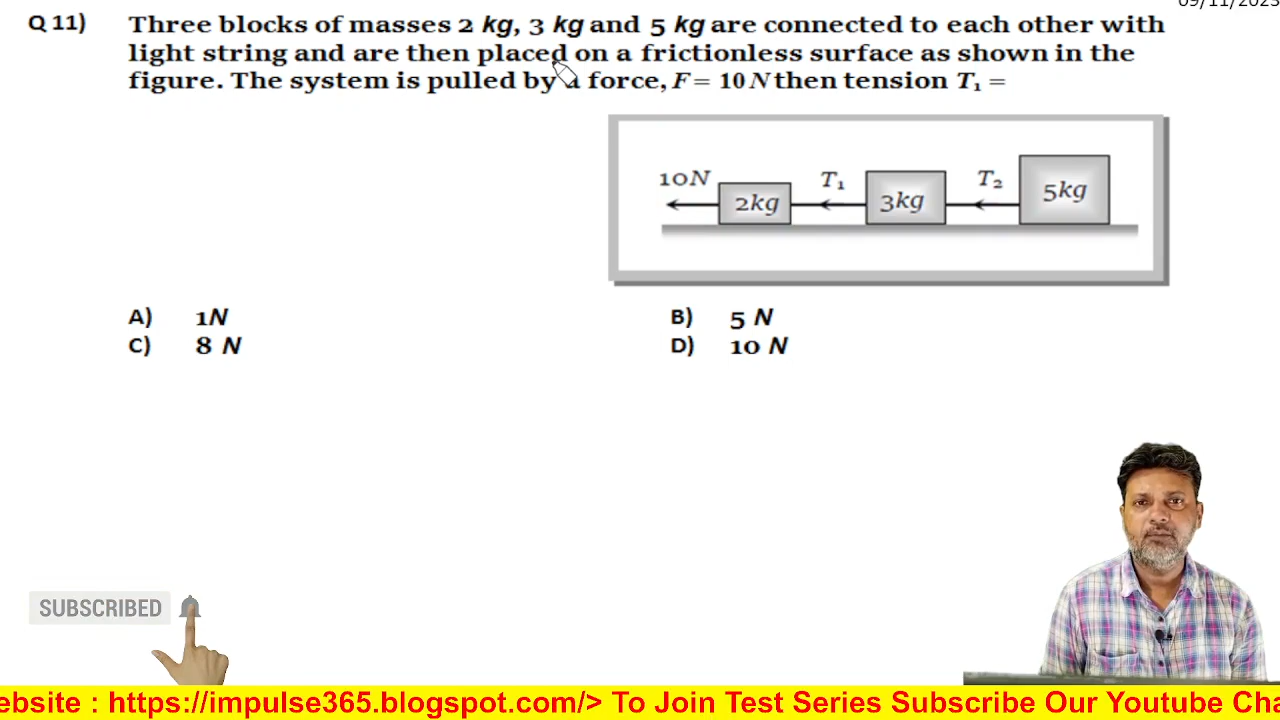 09/11/2023
Q 11) Three blocks of masses 2 kg, 3 kg and 5 kg are connected to each other with
light string and are then placed on a frictionless surface as shown in the
figure. The system is pulled by a force, F = 10 N then tension T₁ =
10N T₁ T₂
2kg 3kg 5kg
A) 1N B) 5 N
C) 8 N D) 10 N
SUBSCRIBED
ebsite : https://impulse365.blogspot.com/> To Join Test Series Subscribe Our Youtube Cha